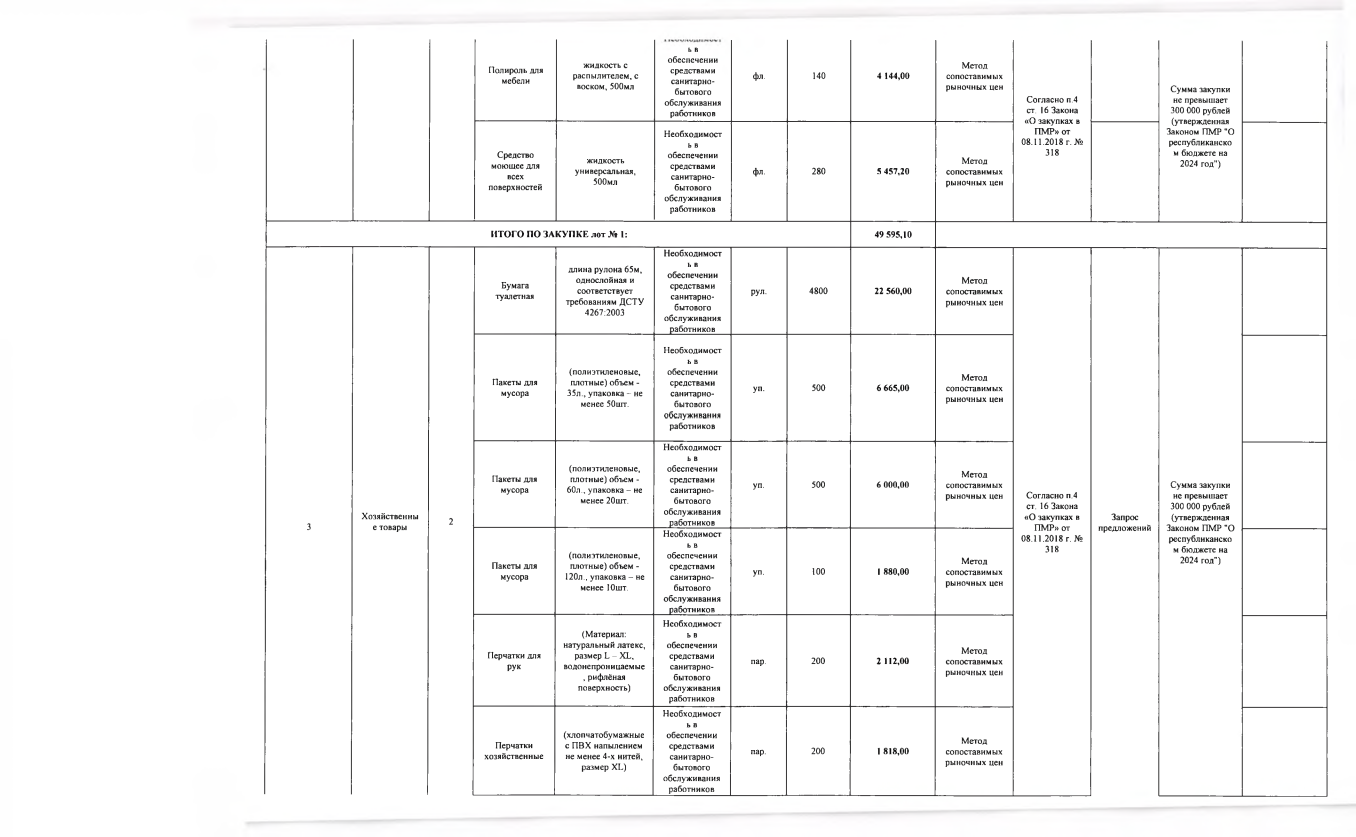 Полироль для
мебели
жидкость с
распылителем, с
воском, 500мл
ь в
обеспечении
средствами
санитарно-
бытового
обслуживания
работников
фл.
140
4 144,00
Метод
сопоставимых
рыночных цен
Согласно п.4
ст. 16 Закона
«О закупках в
ПМР» от
08.11.2018 г. №
318
Сумма закупки
не превышает
300 000 рублей
(утвержденная
Законом ПМР "О
республиканско
м бюджете на
2024 год")
Средство
моющее для
всех
поверхностей
жидкость
универсальная,
500мл
Необходимост
ь в
обеспечении
средствами
санитарно-
бытового
обслуживания
работников
фл.
280
5 457,20
Метод
сопоставимых
рыночных цен
ИТОГО ПО ЗАКУПКЕ лот № 1:
49 595,10
3
Хозяйственны
е товары
2
Бумага
туалетная
длина рулона 65м,
однослойная и
соответствует
требованиям ДСТУ
4267:2003
Необходимост
ь в
обеспечении
средствами
санитарно-
бытового
обслуживания
работников
рул.
4800
22 560,00
Метод
сопоставимых
рыночных цен
Согласно п.4
ст. 16 Закона
«О закупках в
ПМР» от
08.11.2018 г. №
318
Запрос
предложений
Сумма закупки
не превышает
300 000 рублей
(утвержденная
Законом ПМР "О
республиканско
м бюджете на
2024 год")
Пакеты для
мусора
(полиэтиленовые,
плотные) объем -
35л., упаковка – не
менее 50шт.
Необходимост
ь в
обеспечении
средствами
санитарно-
бытового
обслуживания
работников
уп.
500
6 665,00
Метод
сопоставимых
рыночных цен
Пакеты для
мусора
(полиэтиленовые,
плотные) объем -
60л., упаковка – не
менее 20шт.
Необходимост
ь в
обеспечении
средствами
санитарно-
бытового
обслуживания
работников
уп.
500
6 000,00
Метод
сопоставимых
рыночных цен
Пакеты для
мусора
(полиэтиленовые,
плотные) объем -
120л., упаковка – не
менее 10шт.
Необходимост
ь в
обеспечении
средствами
санитарно-
бытового
обслуживания
работников
уп.
100
1 880,00
Метод
сопоставимых
рыночных цен
Перчатки для
рук
(Материал:
натуральный латекс,
размер L – XL,
водонепроницаемые
, рифлёная
поверхность)
Необходимост
ь в
обеспечении
средствами
санитарно-
бытового
обслуживания
работников
пар.
200
2 112,00
Метод
сопоставимых
рыночных цен
Перчатки
хозяйственные
(хлопчатобумажные
с ПВХ напылением
не менее 4-х нитей,
размер XL)
Необходимост
ь в
обеспечении
средствами
санитарно-
бытового
обслуживания
работников
пар.
200
1 818,00
Метод
сопоставимых
рыночных цен